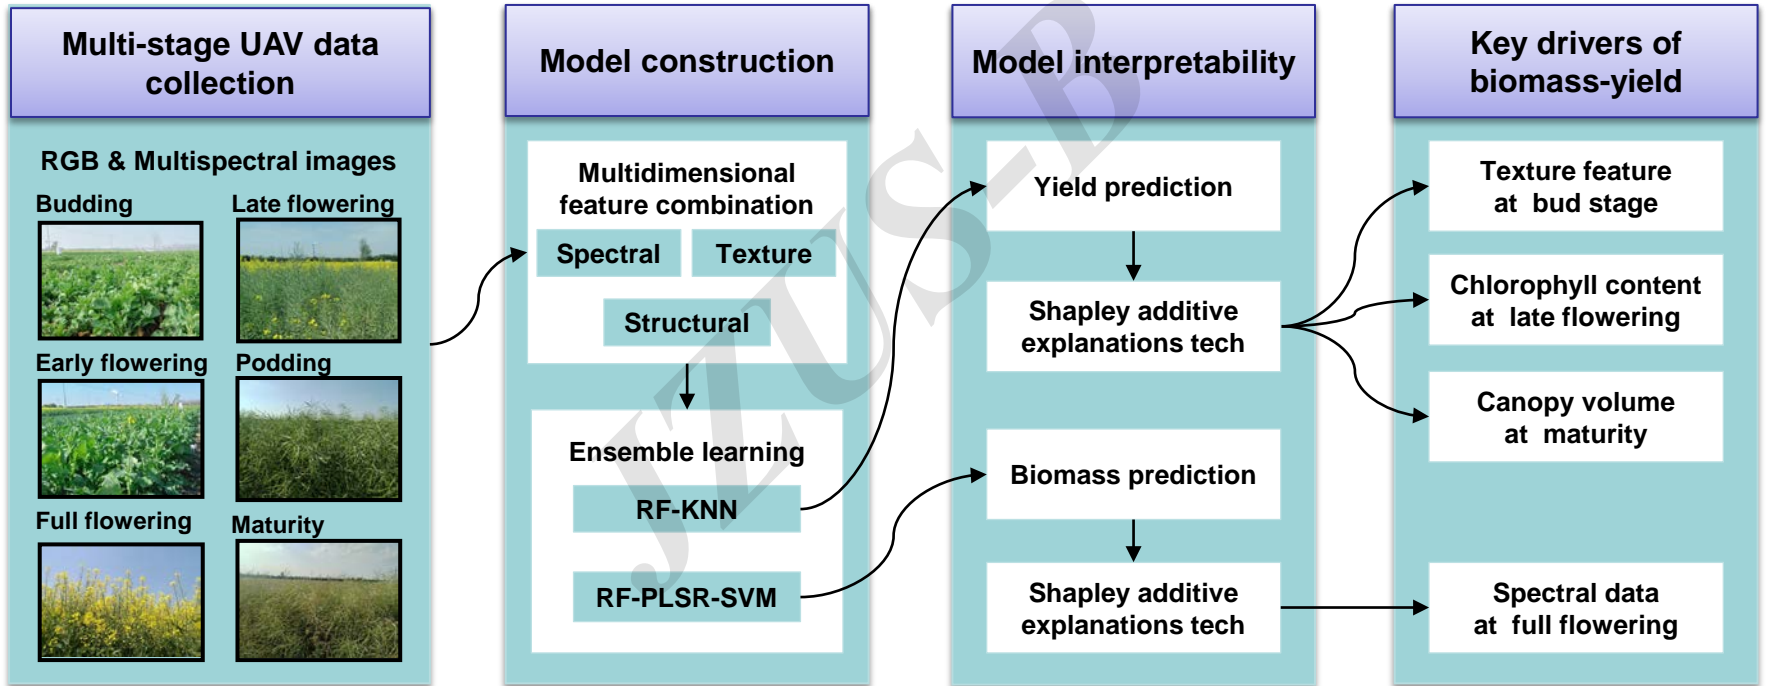 Multi-stage UAV data
collection
RGB & Multispectral images
Budding
Late flowering
Early flowering
Podding
Full flowering
Maturity
Model construction
Multidimensional
feature combination
Spectral
Texture
Structural
Ensemble learning
RF-KNN
RF-PLSR-SVM
Model interpretability
Yield prediction
Shapley additive
explanations tech
Biomass prediction
Shapley additive
explanations tech
Key drivers of
biomass-yield
Texture feature
at bud stage
Chlorophyll content
at late flowering
Canopy volume
at maturity
Spectral data
at full flowering
JZUS-B